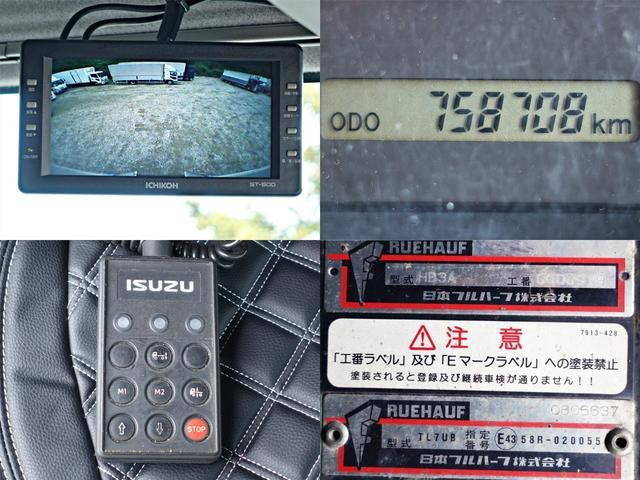 ICHIKOH
ST-500
ODO 758708 km
ISUZU
M1 M2
STOP
RUEHAUF
型式 HB3A 工番
日本フルハーフ株式会社
注意
7913-428
「工番ラベル」及び「Eマークラベル」への塗装禁止
塗装されると登録及び継続車検が通りません!!
RUEHAUF
0805637
型式 TL7UB 指定番号 E43 58R-020055
日本フルハーフ株式会社